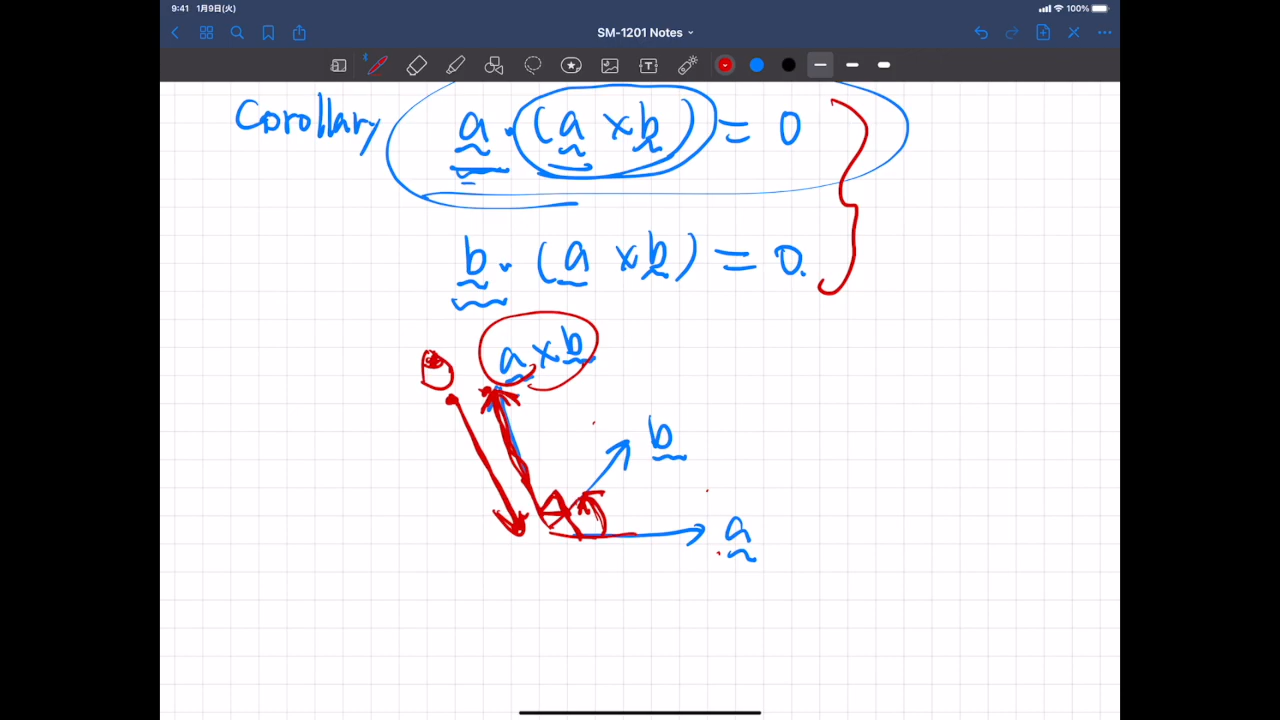 9:41 1月9日(火) 100%
SM-1201 Notes
Corollary a · (a × b) = 0
b · (a × b) = 0.
a × b
b
a